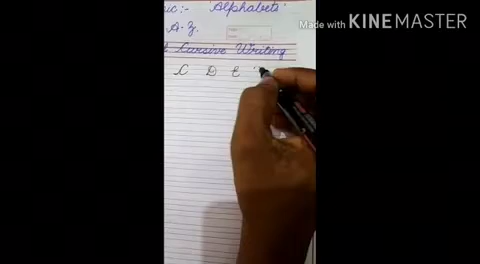 Made with KINEMASTER
:- "Alphabets"
A-Z.
Cursive Writing
C D E